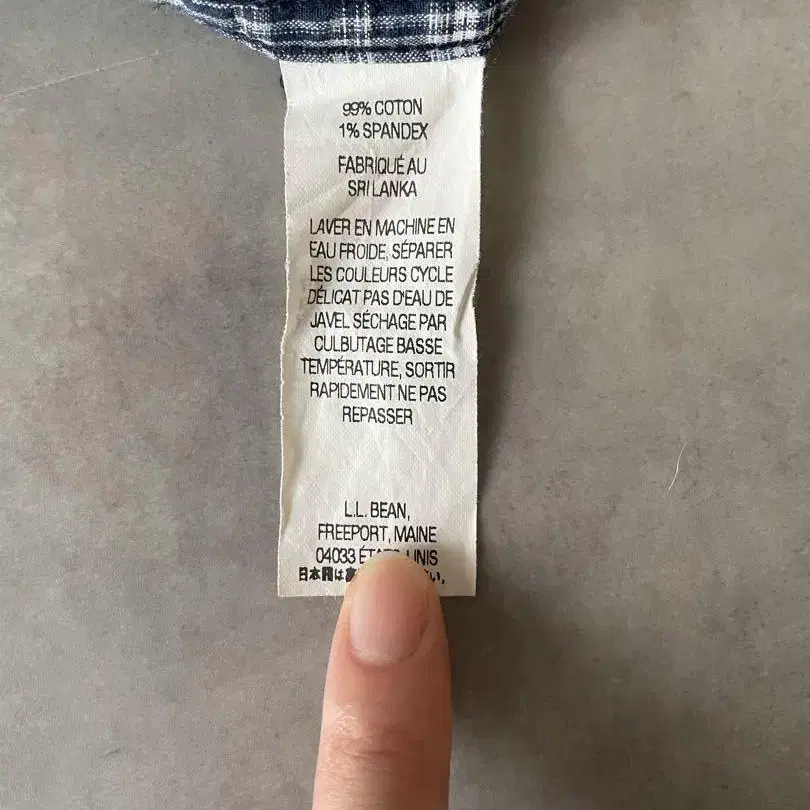 99% COTON
1% SPANDEX
FABRIQUÉ AU
SRI LANKA
LAVER EN MACHINE EN
EAU FROIDE, SÉPARER
LES COULEURS CYCLE
DÉLICAT PAS D'EAU DE
JAVEL SÉCHAGE PAR
CULBUTAGE BASSE
TEMPÉRATURE, SORTIR
RAPIDEMENT NE PAS
REPASSER
L.L. BEAN,
FREEPORT, MAINE
04033 ÉTATS-UNIS
日本